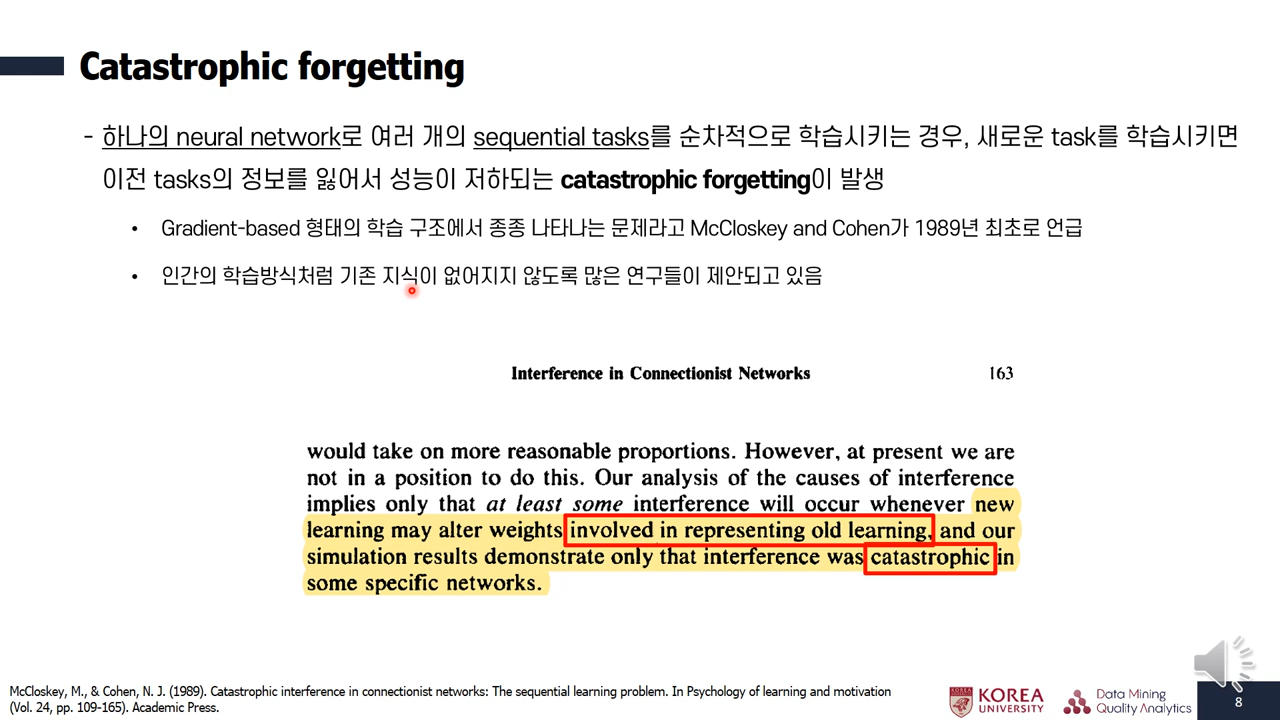 Catastrophic forgetting
- 하나의 neural network로 여러 개의 sequential tasks를 순차적으로 학습시키는 경우, 새로운 task를 학습시키면
이전 tasks의 정보를 잃어서 성능이 저하되는 catastrophic forgetting이 발생
• Gradient-based 형태의 학습 구조에서 종종 나타나는 문제라고 McCloskey and Cohen가 1989년 최초로 언급
• 인간의 학습방식처럼 기존 지식이 없어지지 않도록 많은 연구들이 제안되고 있음
Interference in Connectionist Networks 163
would take on more reasonable proportions. However, at present we are
not in a position to do this. Our analysis of the causes of interference
implies only that at least some interference will occur whenever new
learning may alter weights involved in representing old learning, and our
simulation results demonstrate only that interference was catastrophic in
some specific networks.
McCloskey, M., & Cohen, N. J. (1989). Catastrophic interference in connectionist networks: The sequential learning problem. In Psychology of learning and motivation
(Vol. 24, pp. 109-165). Academic Press.
KOREA
UNIVERSITY
Data Mining
Quality Analytics
8